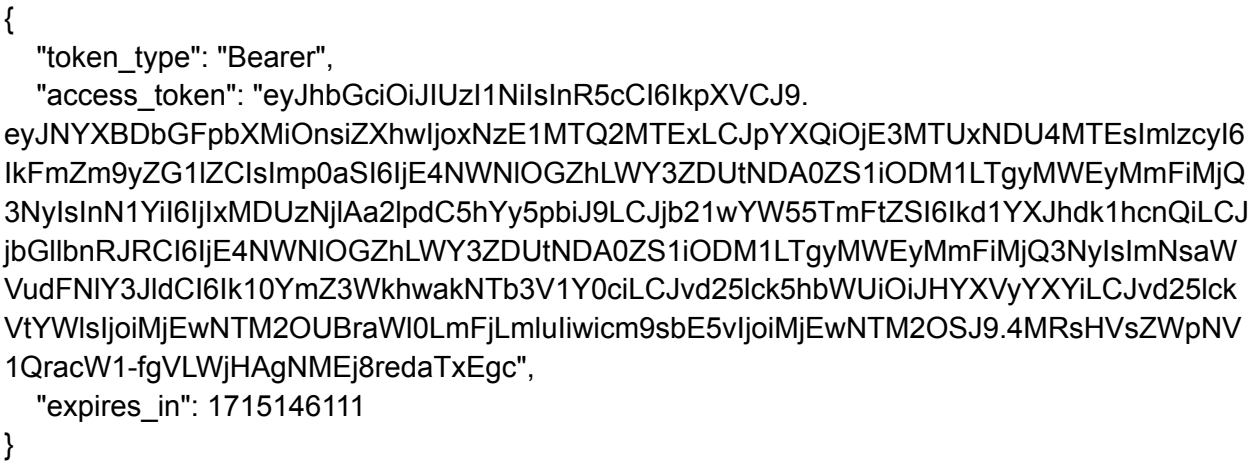 {
"token_type": "Bearer",
"access_token": "eyJhbGciOiJIUzI1NiIsInR5cCI6IkpXVCJ9.
eyJNYXBDbGFpbXMiOnsiZXhwIjoxNzE1MTQ2MTExLCJpYXQiOjE3MTUxNDU4MTEsImlzcyI6
IkFmZm9yZG1lZCIsImp0aSI6IjE4NWNlOGZhLWY3ZDUtNDA0ZS1iODM1LTgyMWEyMmFiMjQ
3NyIsInN1YiI6IjIxMDUzNjlAa2lpdC5hYy5pbiJ9LCJjb21wYW55TmFtZSI6Ikd1YXJhdk1hcnQiLCJ
jbGllbnRJRCI6IjE4NWNlOGZhLWY3ZDUtNDA0ZS1iODM1LTgyMWEyMmFiMjQ3NyIsImNsaW
VudFNlY3JldCI6Ik10YmZ3WkhwakNTb3V1Y0ciLCJvd25lck5hbWUiOiJHYXVyYXYiLCJvd25lck
VtYWlsIjoiMjEwNTM2OUBraWl0LmFjLmluIiwicm9sbE5vIjoiMjEwNTM2OSJ9.4MRsHVsZWpNV
1QracW1-fgVLWjHAgNMEj8redaTxEgc",
"expires_in": 1715146111
}